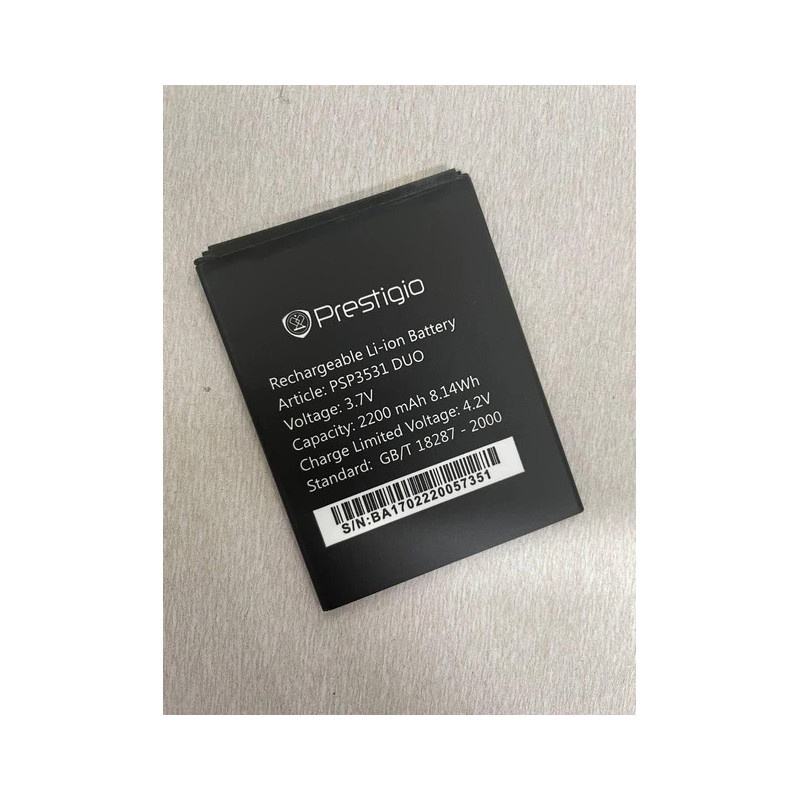 Prestigio
Rechargeable Li-ion Battery
Article: PSP3531 DUO
Voltage: 3.7V
Capacity: 2200 mAh 8.14Wh
Charge Limited Voltage: 4.2V
Standard: GB/T 18287 - 2000
S/N:BA1702220057351